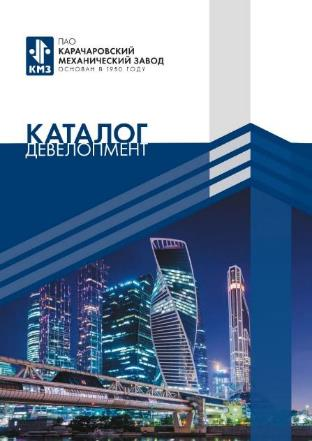 ПАО
КАРАЧАРОВСКИЙ
МЕХАНИЧЕСКИЙ ЗАВОД
ОСНОВАН В 1950 ГОДУ
КМЗ
КАТАЛОГ
ДЕВЕЛОПМЕНТ